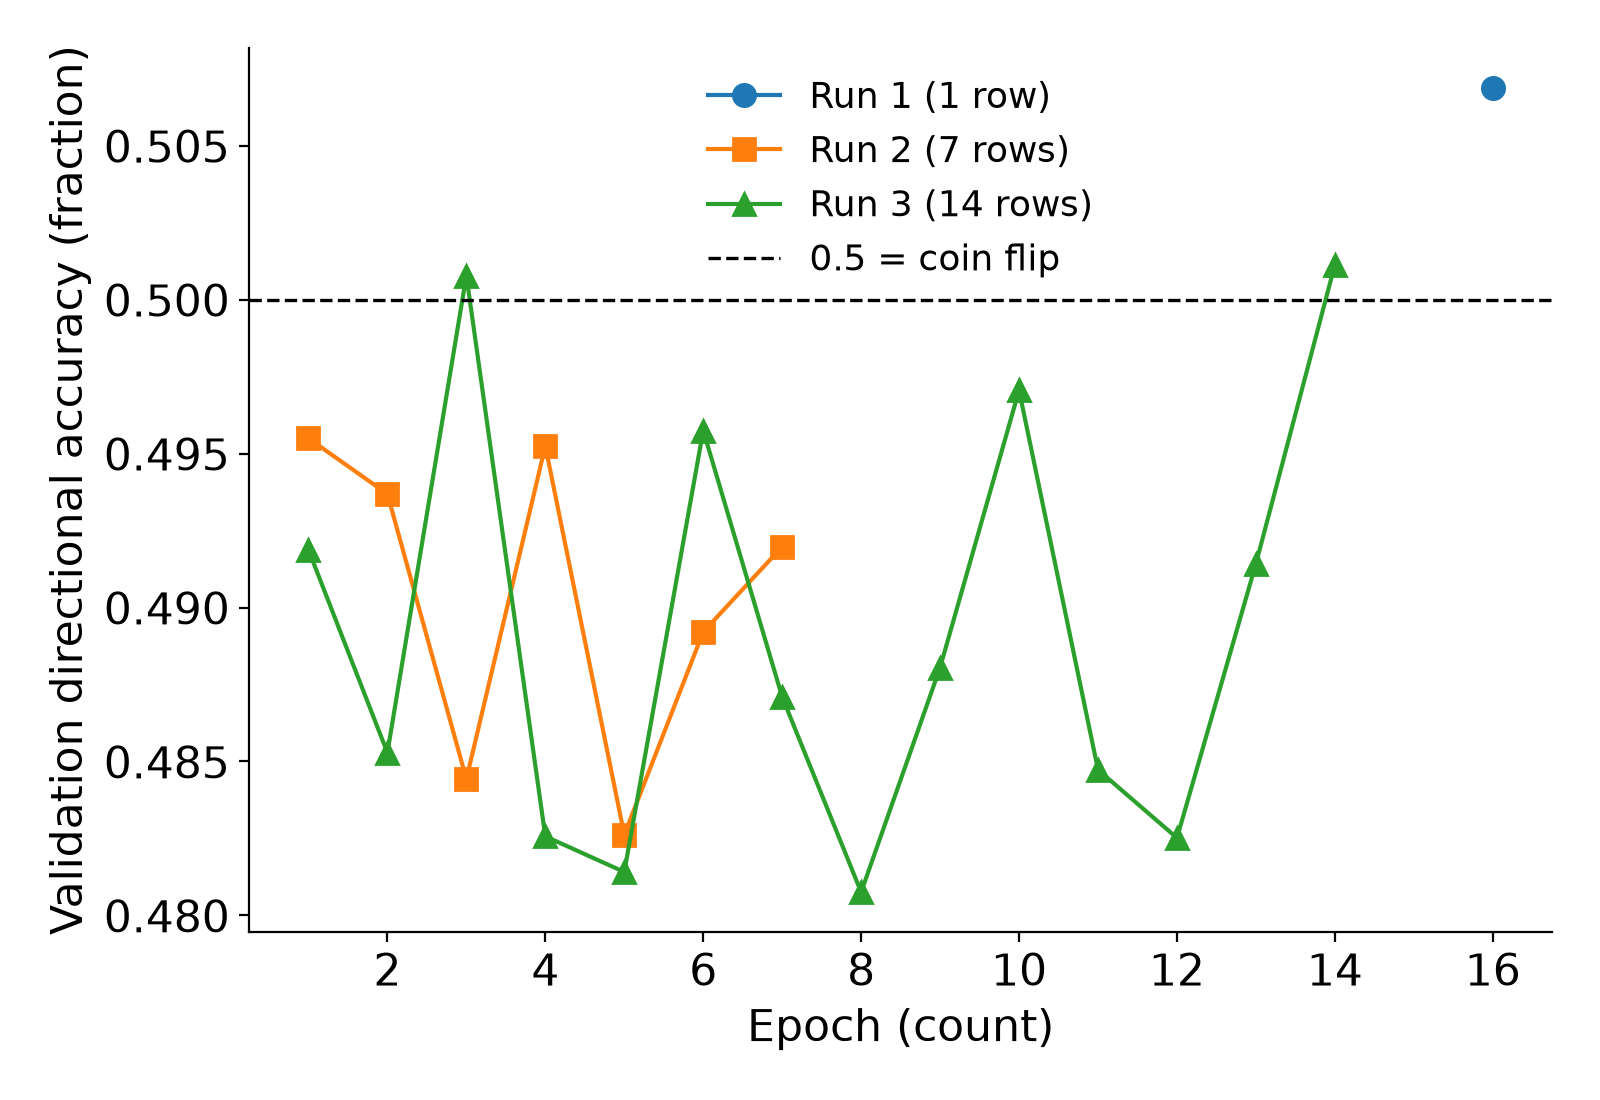 Validation directional accuracy (fraction)
0.505
0.500
0.495
0.490
0.485
0.480
Run 1 (1 row)
Run 2 (7 rows)
Run 3 (14 rows)
0.5 = coin flip
2 4 6 8 10 12 14 16
Epoch (count)